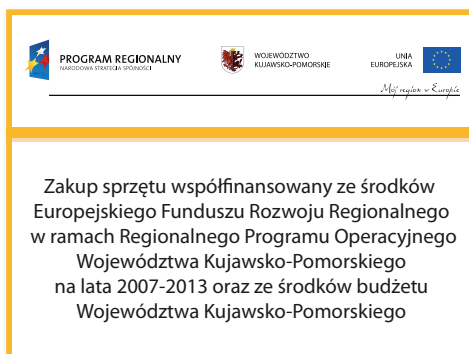 PROGRAM REGIONALNY
NARODOWA STRATEGIA SPÓJNOŚCI
WOJEWÓDZTWO
KUJAWSKO-POMORSKIE
UNIA
EUROPEJSKA
Mój region w Europie
Zakup sprzętu współfinansowany ze środków
Europejskiego Funduszu Rozwoju Regionalnego
w ramach Regionalnego Programu Operacyjnego
Województwa Kujawsko-Pomorskiego
na lata 2007-2013 oraz ze środków budżetu
Województwa Kujawsko-Pomorskiego